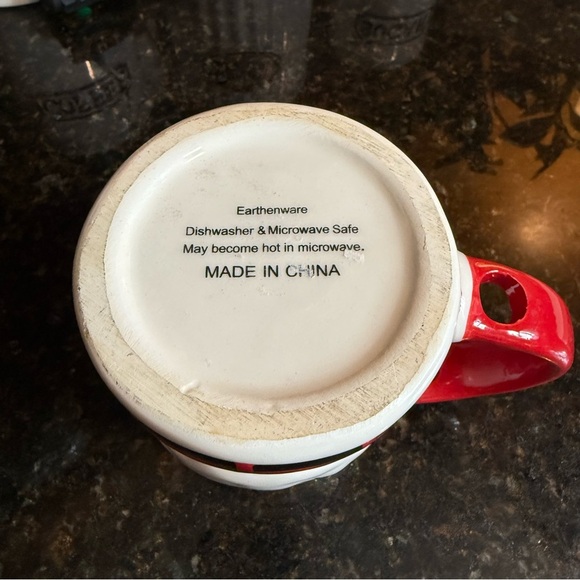 Earthenware
Dishwasher & Microwave Safe
May become hot in microwave.
MADE IN CHINA